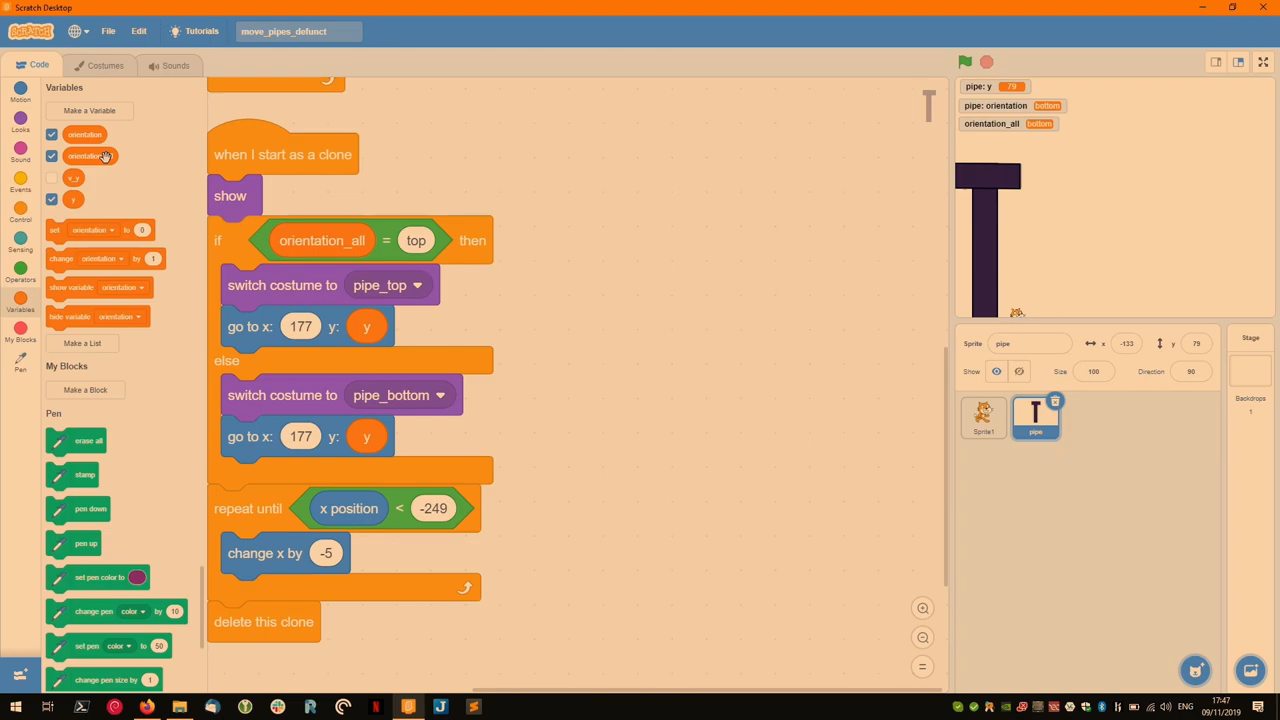 Scratch Desktop
SCRATCH
File
Edit
Tutorials
move_pipes_defunct
Code
Costumes
Sounds
Motion
Looks
Sound
Events
Control
Sensing
Operators
Variables
My Blocks
Pen
Variables
Make a Variable
orientation
orientation
v_y
y
set orientation to 0
change orientation by 1
show variable orientation
hide variable orientation
Make a List
My Blocks
Make a Block
Pen
erase all
stamp
pen down
pen up
set pen color to
change pen color by 10
set pen color to 50
change pen size by 1
when I start as a clone
show
if orientation_all = top then
switch costume to pipe_top
go to x: 177 y: y
else
switch costume to pipe_bottom
go to x: 177 y: y
repeat until x position < -249
change x by -5
delete this clone
pipe: y 79
pipe: orientation bottom
orientation_all bottom
Sprite pipe x -133 y 79
Show Size 100 Direction 90
Sprite1
pipe
Stage
Backdrops
1
ENG
17:47
09/11/2019